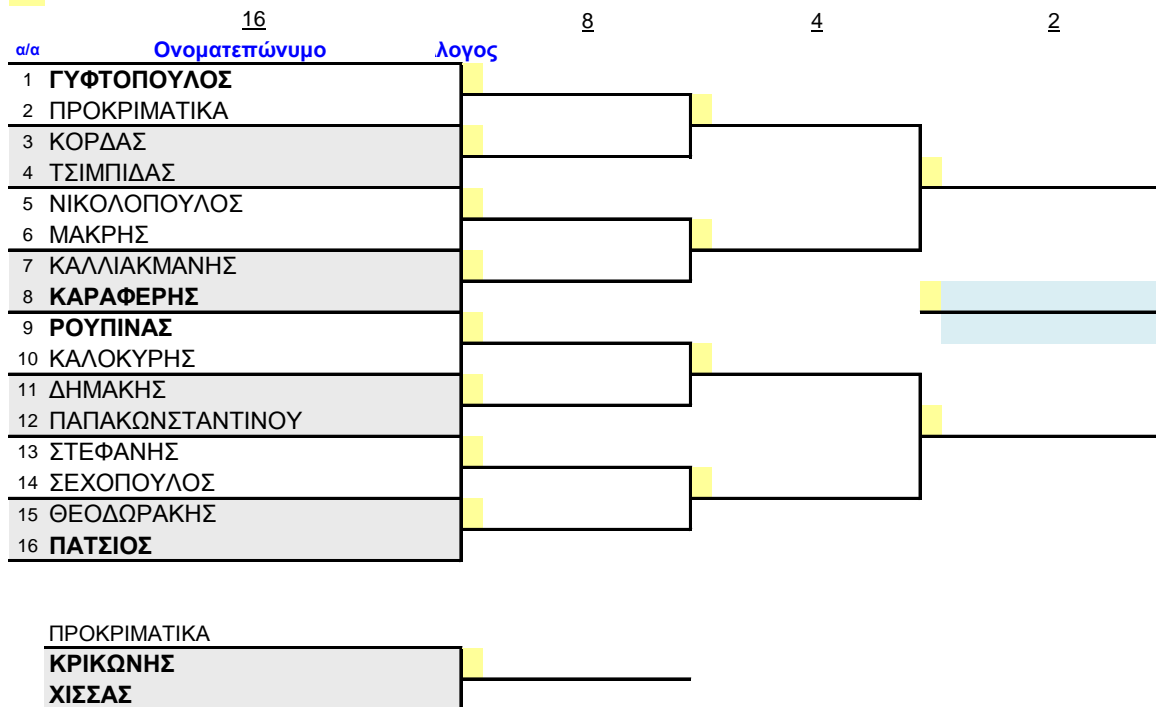 16 8 4 2
α/α Ονοματεπώνυμο λογος
1 ΓΥΦΤΟΠΟΥΛΟΣ
2 ΠΡΟΚΡΙΜΑΤΙΚΑ
3 ΚΟΡΔΑΣ
4 ΤΣΙΜΠΙΔΑΣ
5 ΝΙΚΟΛΟΠΟΥΛΟΣ
6 ΜΑΚΡΗΣ
7 ΚΑΛΛΙΑΚΜΑΝΗΣ
8 ΚΑΡΑΦΕΡΗΣ
9 ΡΟΥΠΙΝΑΣ
10 ΚΑΛΟΚΥΡΗΣ
11 ΔΗΜΑΚΗΣ
12 ΠΑΠΑΚΩΝΣΤΑΝΤΙΝΟΥ
13 ΣΤΕΦΑΝΗΣ
14 ΣΕΧΟΠΟΥΛΟΣ
15 ΘΕΟΔΩΡΑΚΗΣ
16 ΠΑΤΣΙΟΣ
ΠΡΟΚΡΙΜΑΤΙΚΑ
ΚΡΙΚΩΝΗΣ
ΧΙΣΣΑΣ